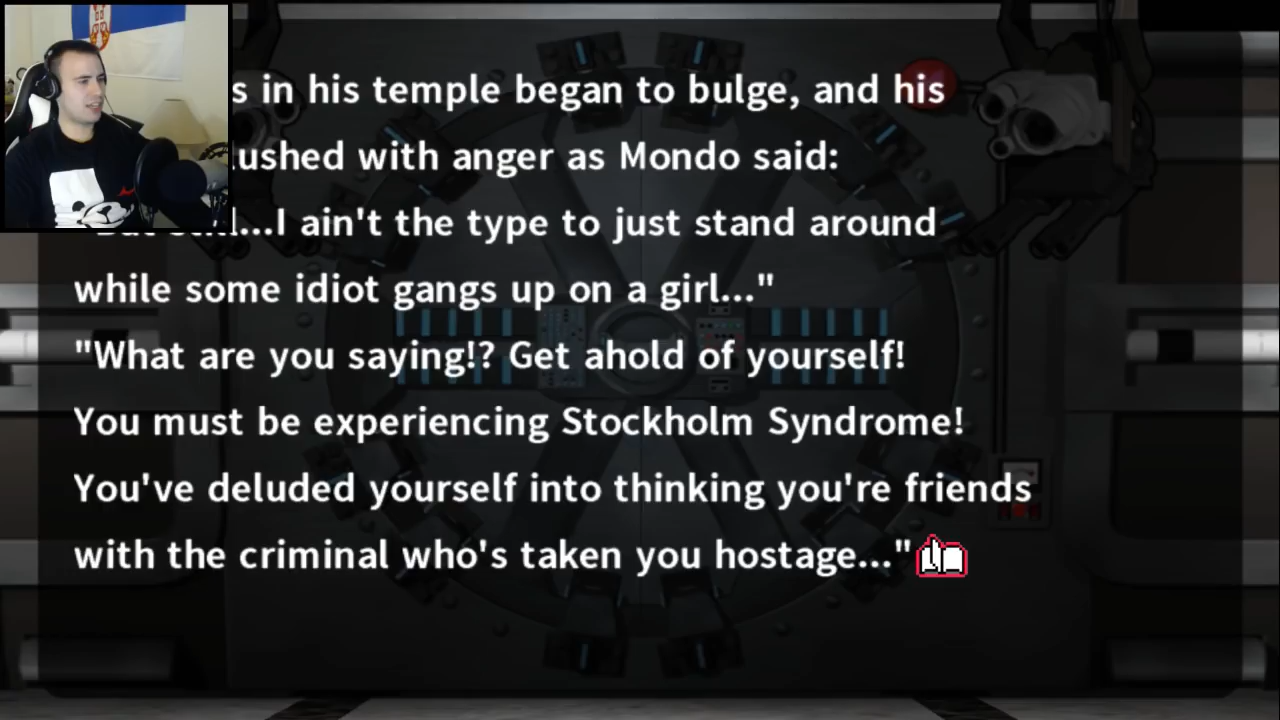 s in his temple began to bulge, and his
lushed with anger as Mondo said:
...I ain't the type to just stand around
while some idiot gangs up on a girl..."
"What are you saying!? Get ahold of yourself!
You must be experiencing Stockholm Syndrome!
You've deluded yourself into thinking you're friends
with the criminal who's taken you hostage..."